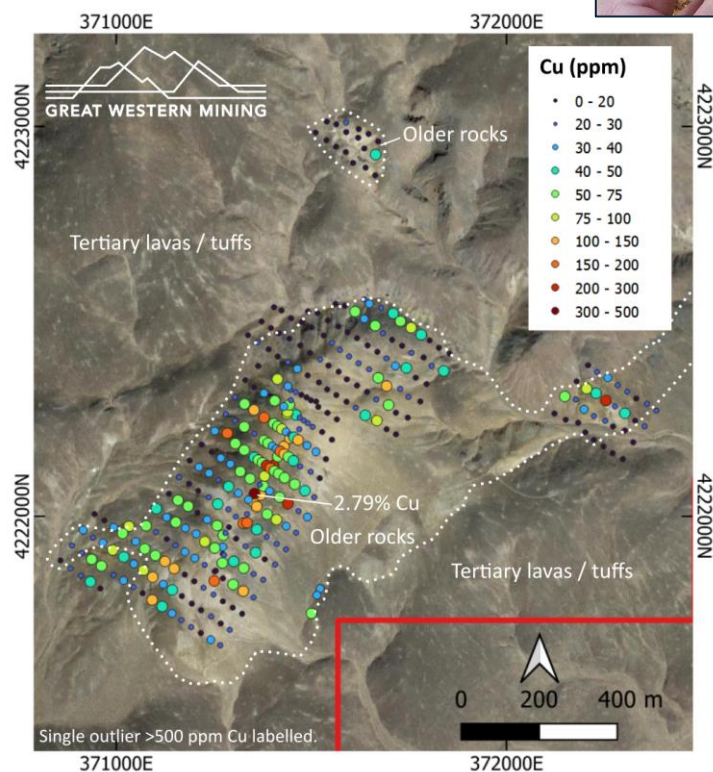 371000E
372000E
4223000N
4223000N
GREAT WESTERN MINING
Cu (ppm)
0 - 20
20 - 30
30 - 40
40 - 50
50 - 75
75 - 100
100 - 150
150 - 200
200 - 300
300 - 500
Older rocks
Tertiary lavas / tuffs
2.79% Cu
4222000N
4222000N
Older rocks
Tertiary lavas / tuffs
0 200 400 m
Single outlier >500 ppm Cu labelled.
371000E
372000E